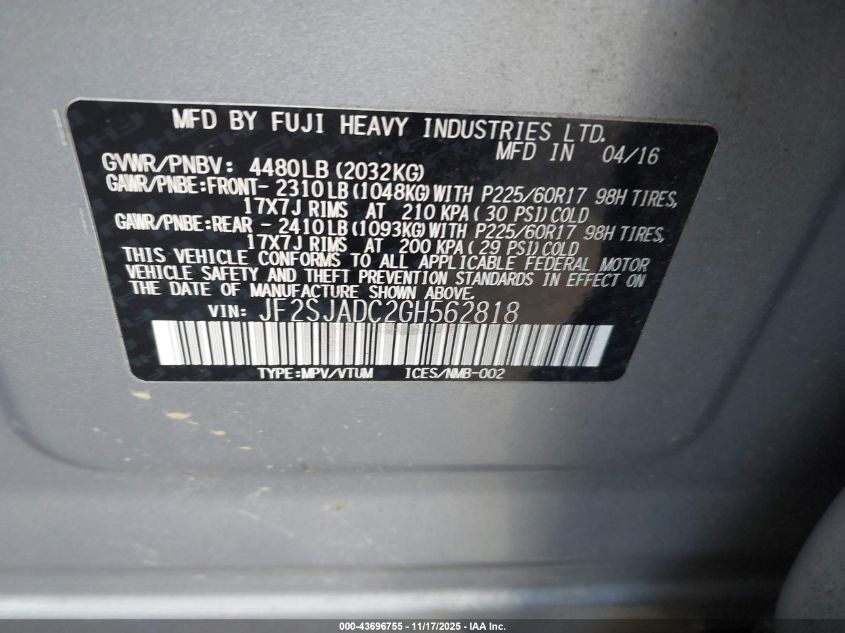 MFD BY FUJI HEAVY INDUSTRIES LTD.
MFD IN 04/16
GVWR/PNBV: 4480LB (2032KG)
GAWR/PNBE:FRONT- 2310LB (1048KG) WITH P225/60R17 98H TIRES,
17X7J RIMS AT 210 KPA (30 PSI) COLD
GAWR/PNBE:REAR - 2410LB (1093KG) WITH P225/60R17 98H TIRES,
17X7J RIMS AT 200 KPA (29 PSI) COLD
THIS VEHICLE CONFORMS TO ALL APPLICABLE FEDERAL MOTOR
VEHICLE SAFETY AND THEFT PREVENTION STANDARDS IN EFFECT ON
THE DATE OF MANUFACTURE SHOWN ABOVE.
VIN: JF2SJADC2GH562818
TYPE:MPV/VTUM ICES/NMB-002
000-43696755 - 11/17/2025 - IAA Inc.